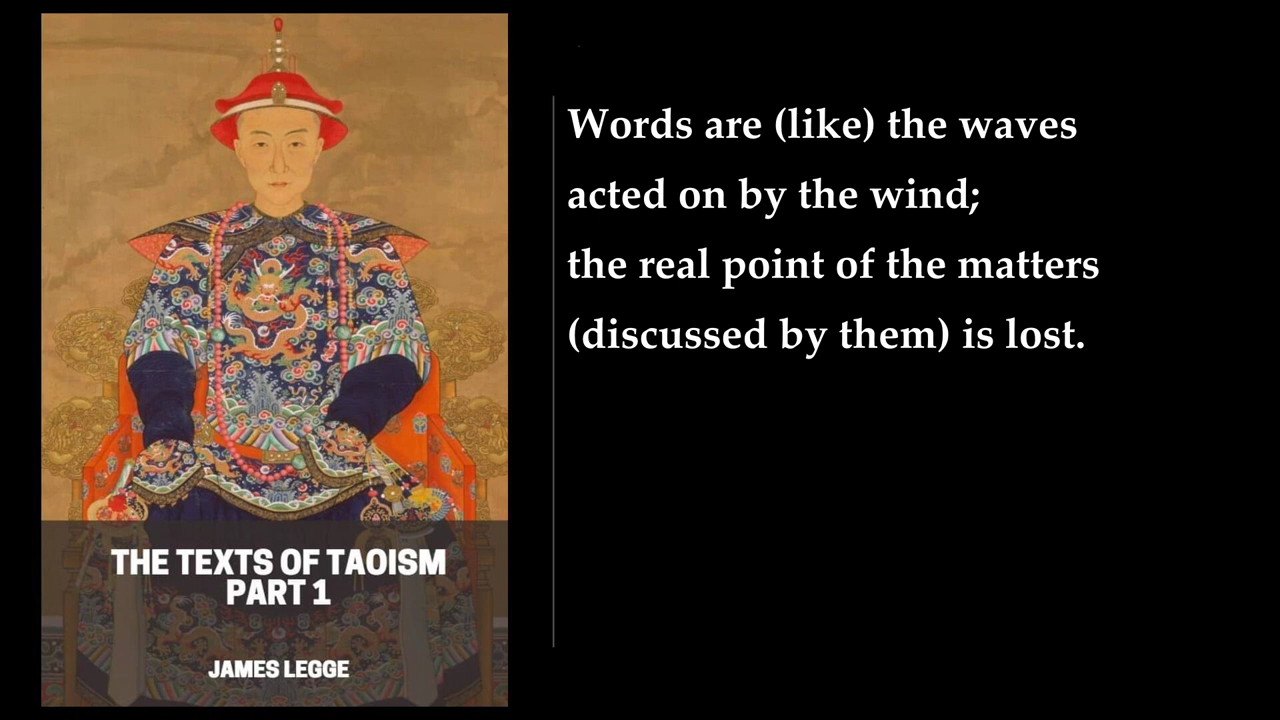 THE TEXTS OF TAOISM
PART 1
JAMES LEGGE
Words are (like) the waves
acted on by the wind;
the real point of the matters
(discussed by them) is lost.